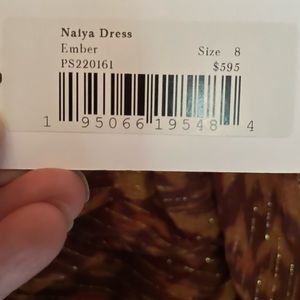 Naiya Dress
Ember Size 8
PS220161 $595
1 95066 19548 4